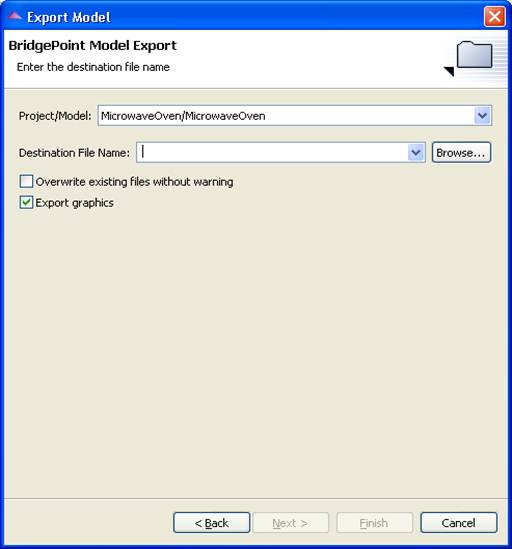 Export Model
BridgePoint Model Export
Enter the destination file name
Project/Model: MicrowaveOven/MicrowaveOven
Destination File Name: Browse...
Overwrite existing files without warning
Export graphics
< Back Next > Finish Cancel